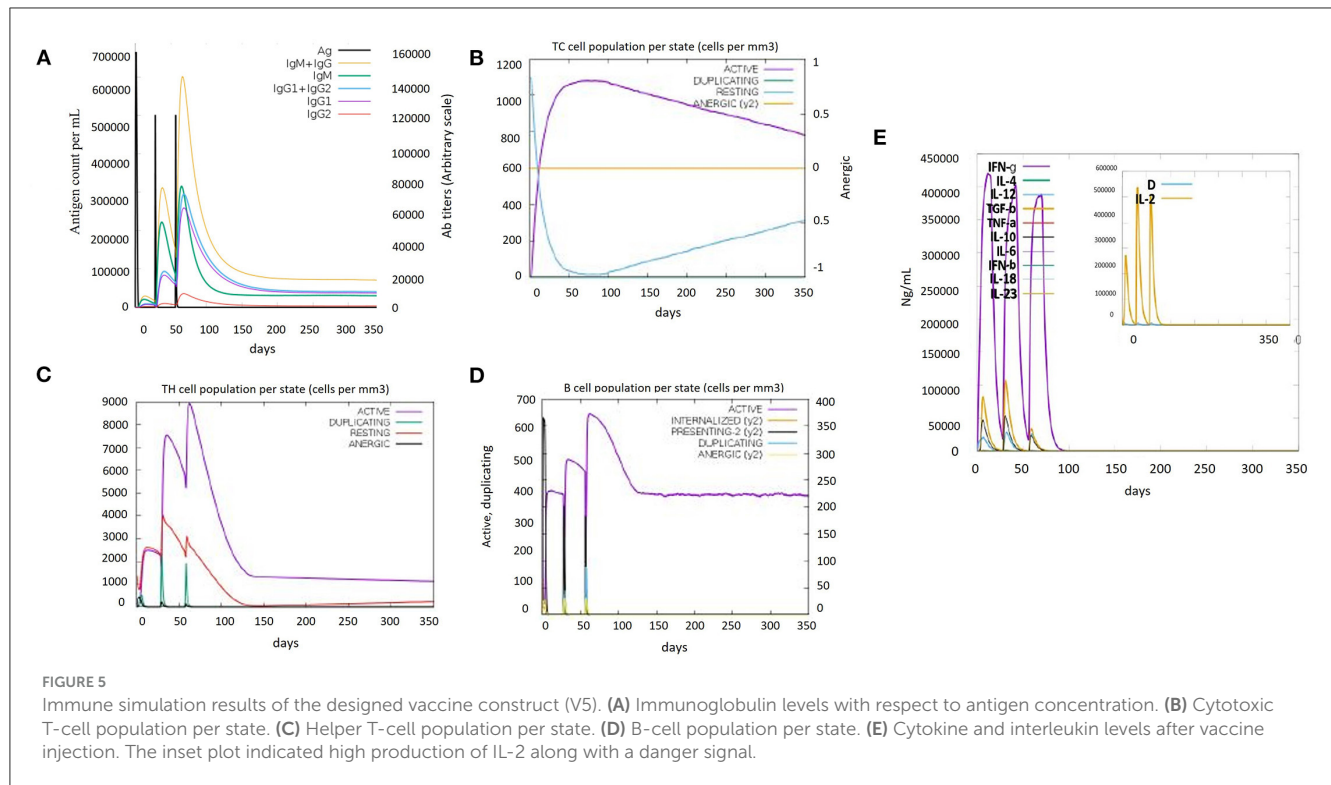 A
700000
600000
500000
400000
300000
200000
100000
0
Antigen count per mL
Ag
IgM+IgG
IgM
IgG1+IgG2
IgG1
IgG2
160000
140000
120000
100000
80000
60000
40000
20000
0
Ab titers (Arbitrary scale)
0 50 100 150 200 250 300 350
days
B
TC cell population per state (cells per mm3)
1200
1000
800
600
400
200
0
ACTIVE
DUPLICATING
RESTING
ANERGIC (y2)
1
0.5
0
-0.5
-1
Anergic
0 50 100 150 200 250 300 350
days
C
TH cell population per state (cells per mm3)
9000
8000
7000
6000
5000
4000
3000
2000
1000
0
ACTIVE
DUPLICATING
RESTING
ANERGIC
0 50 100 150 200 250 300 350
days
D
B cell population per state (cells per mm3)
700
600
500
400
300
200
100
0
Active, duplicating
ACTIVE
INTERNALIZED (y2)
PRESENTING-2 (y2)
DUPLICATING
ANERGIC (y2)
400
350
300
250
200
150
100
50
0
0 50 100 150 200 250 300 350
days
E
450000
400000
350000
300000
250000
200000
150000
100000
50000
0
Ng/mL
IFN-g
IL-4
IL-12
TGF-b
TNF-a
IL-10
IL-6
IFN-b
IL-18
IL-23
600000
500000
400000
300000
200000
100000
0
D
IL-2
0 350 0
0 50 100 150 200 250 300 350
days
FIGURE 5
Immune simulation results of the designed vaccine construct (V5). (A) Immunoglobulin levels with respect to antigen concentration. (B) Cytotoxic
T-cell population per state. (C) Helper T-cell population per state. (D) B-cell population per state. (E) Cytokine and interleukin levels after vaccine
injection. The inset plot indicated high production of IL-2 along with a danger signal.